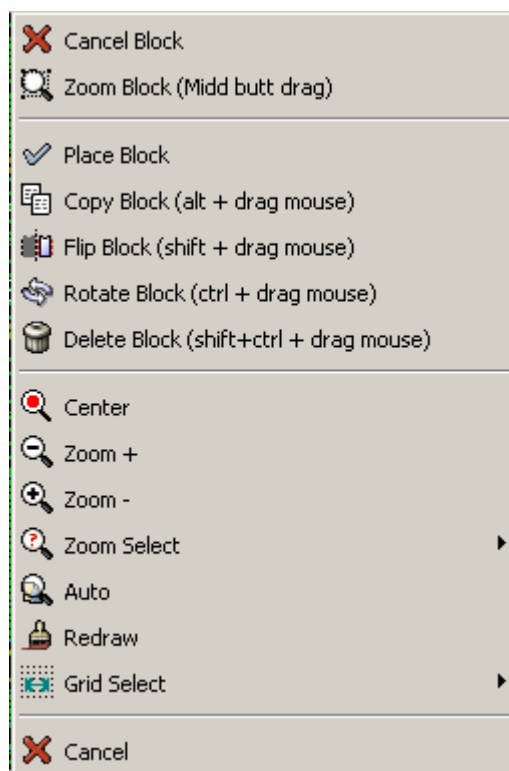 Cancel Block
Zoom Block (Midd butt drag)
Place Block
Copy Block (alt + drag mouse)
Flip Block (shift + drag mouse)
Rotate Block (ctrl + drag mouse)
Delete Block (shift+ctrl + drag mouse)
Center
Zoom +
Zoom -
Zoom Select
Auto
Redraw
Grid Select
Cancel